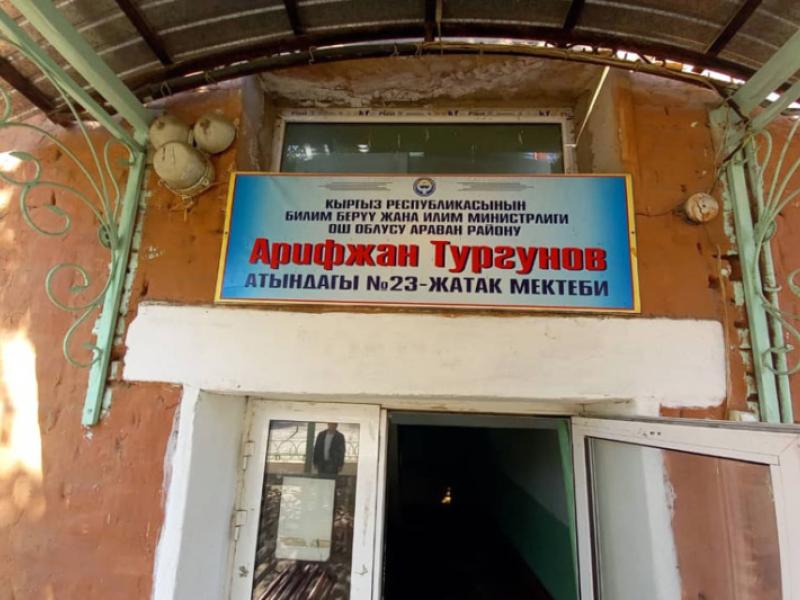 КЫРГЫЗ РЕСПУБЛИКАСЫНЫН
БИЛИМ БЕРҮҮ ЖАНА ИЛИМ МИНИСТРЛИГИ
ОШ ОБЛУСУ АРАВАН РАЙОНУ
Арифжан Тургунов
АТЫНДАГЫ №23-ЖАТАК МЕКТЕБИ